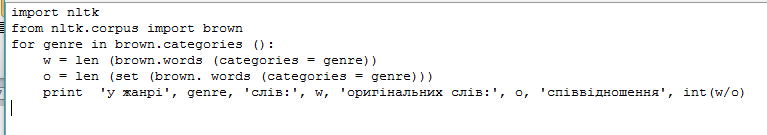 import nltk
from nltk.corpus import brown
for genre in brown.categories ():
    w = len (brown.words (categories = genre))
    o = len (set (brown. words (categories = genre)))
    print  'у жанрі', genre, 'слів:', w, 'оригінальних слів:', o, 'співвідношення', int(w/o)